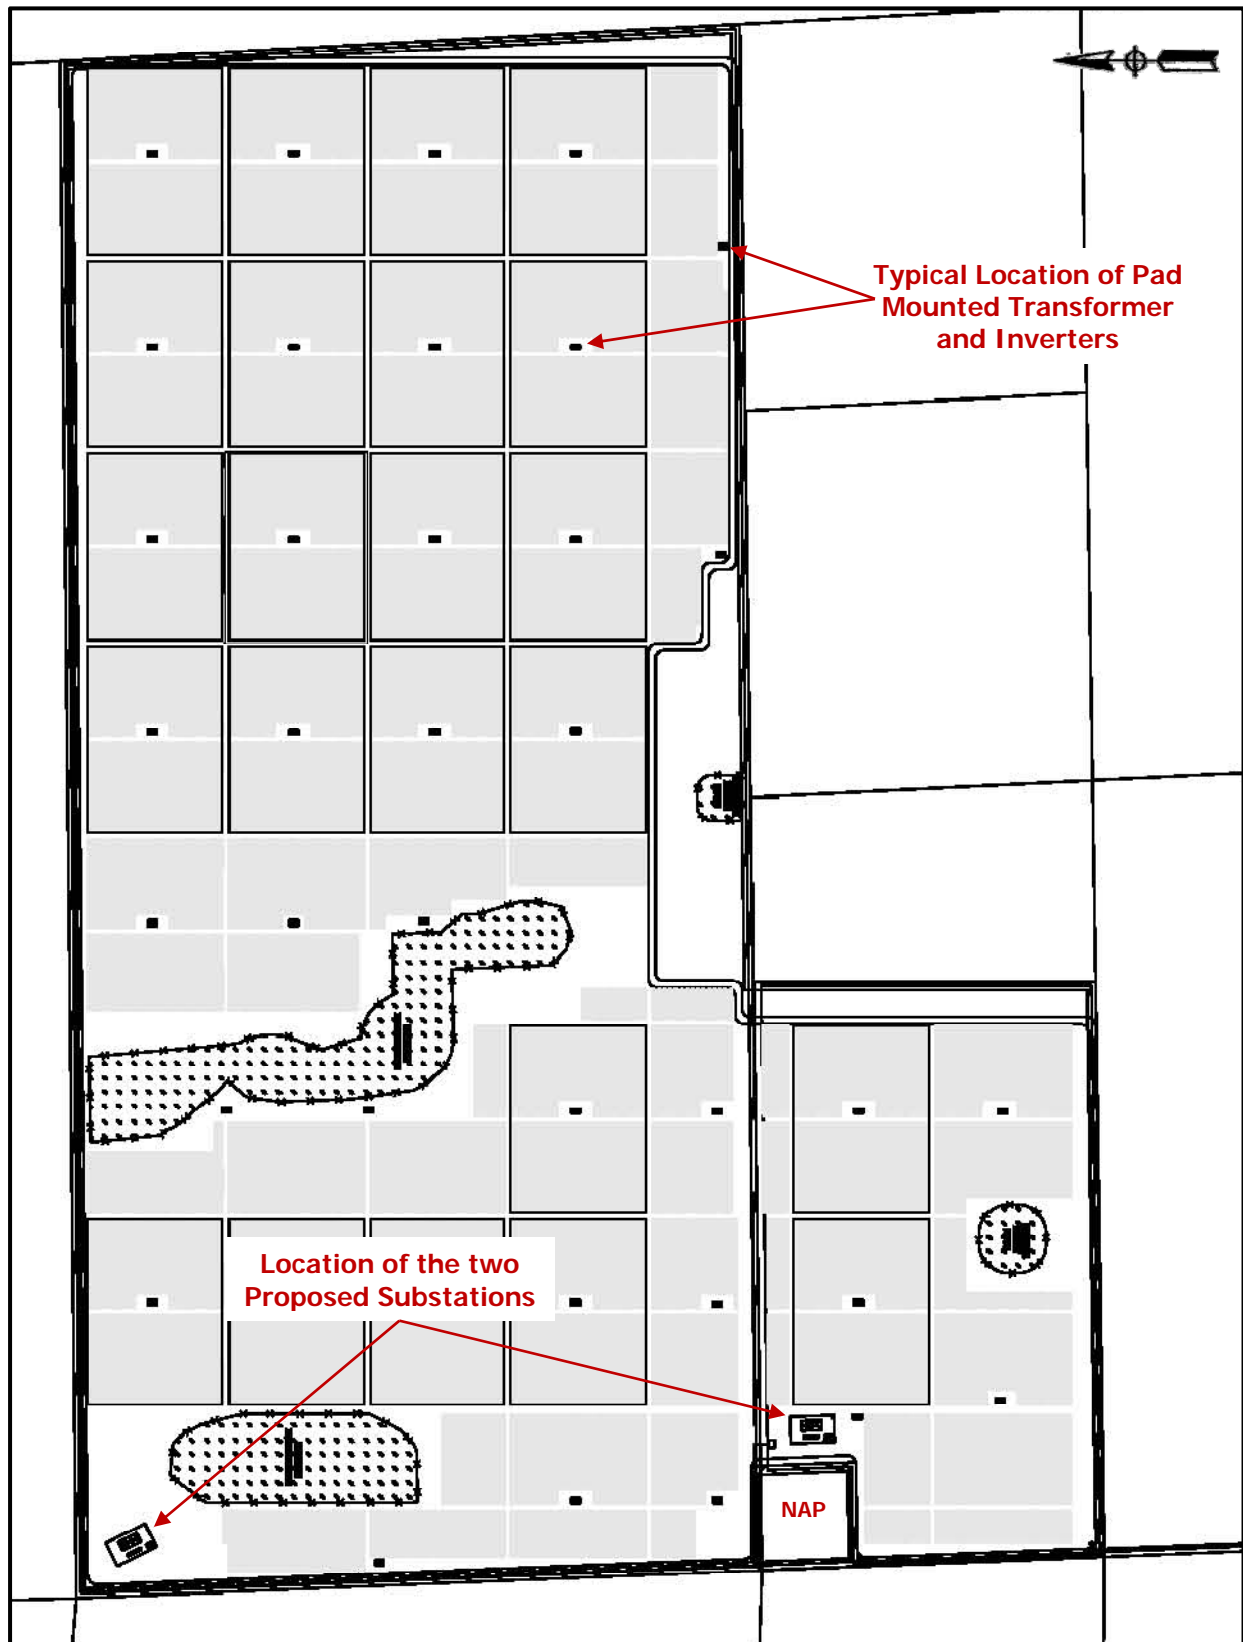 Typical Location of Pad
Mounted Transformer
and Inverters
Location of the two
Proposed Substations
NAP